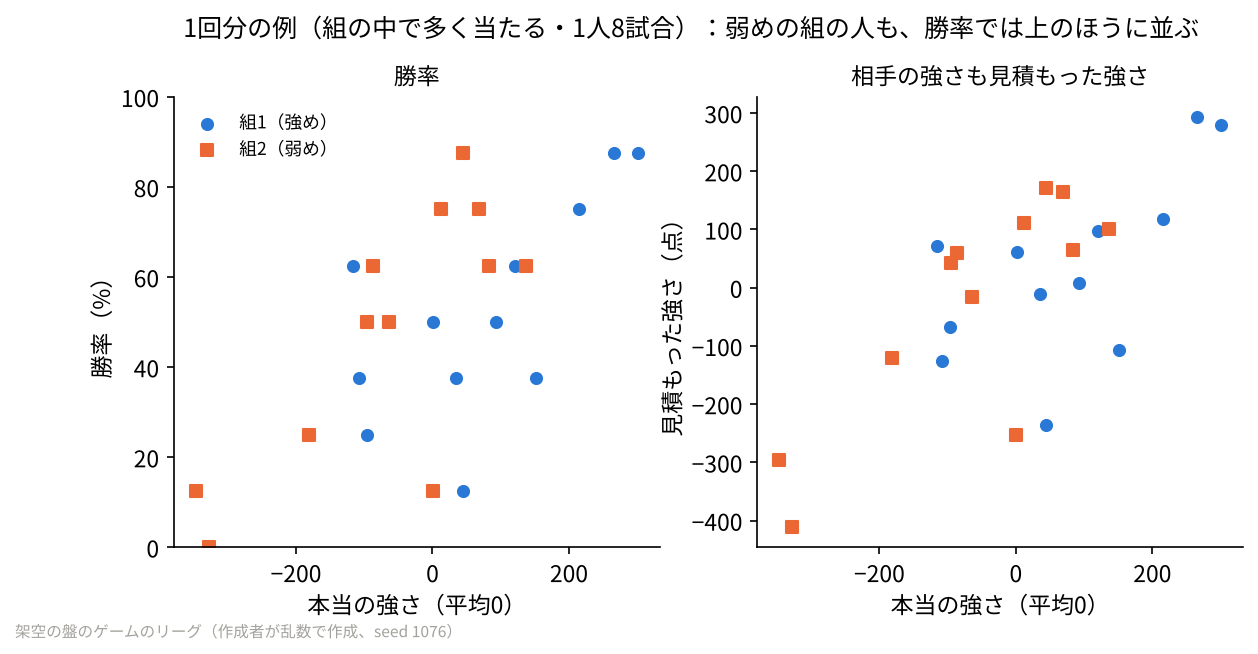 1回分の例（組の中で多く当たる・1人8試合）：弱めの組の人も、勝率では上のほうに並ぶ
勝率
組1（強め）
組2（弱め）
勝率（%）
100
80
60
40
20
0
−200
0
200
本当の強さ（平均0）
相手の強さも見積もった強さ
見積もった強さ（点）
300
200
100
0
−100
−200
−300
−400
−200
0
200
本当の強さ（平均0）
架空の盤のゲームのリーグ（作成者が乱数で作成、seed 1076）